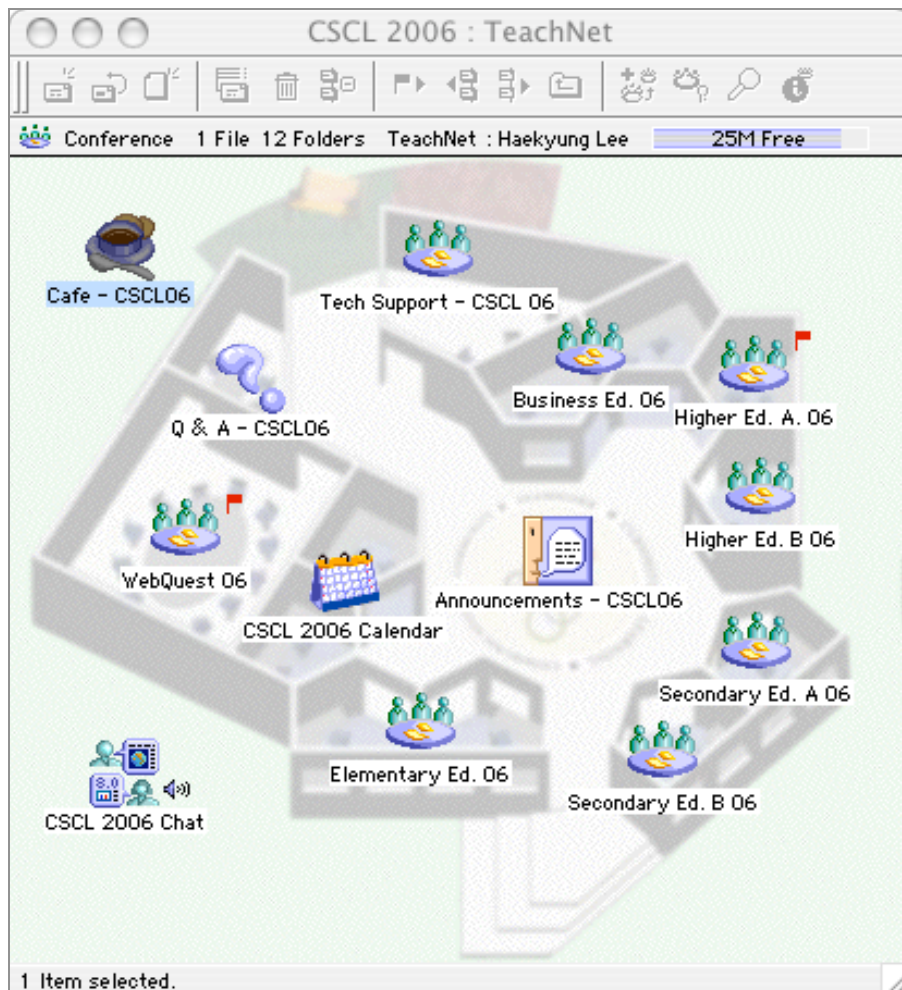 CSCL 2006 : TeachNet
Conference 1 File 12 Folders TeachNet : Haekyung Lee 25M Free
Cafe - CSCL06
Tech Support - CSCL 06
Business Ed. 06
Higher Ed. A. 06
Q & A - CSCL06
Higher Ed. B 06
WebQuest 06
Announcements - CSCL06
CSCL 2006 Calendar
Secondary Ed. A 06
Elementary Ed. 06
Secondary Ed. B 06
8.0
CSCL 2006 Chat
1 Item selected.